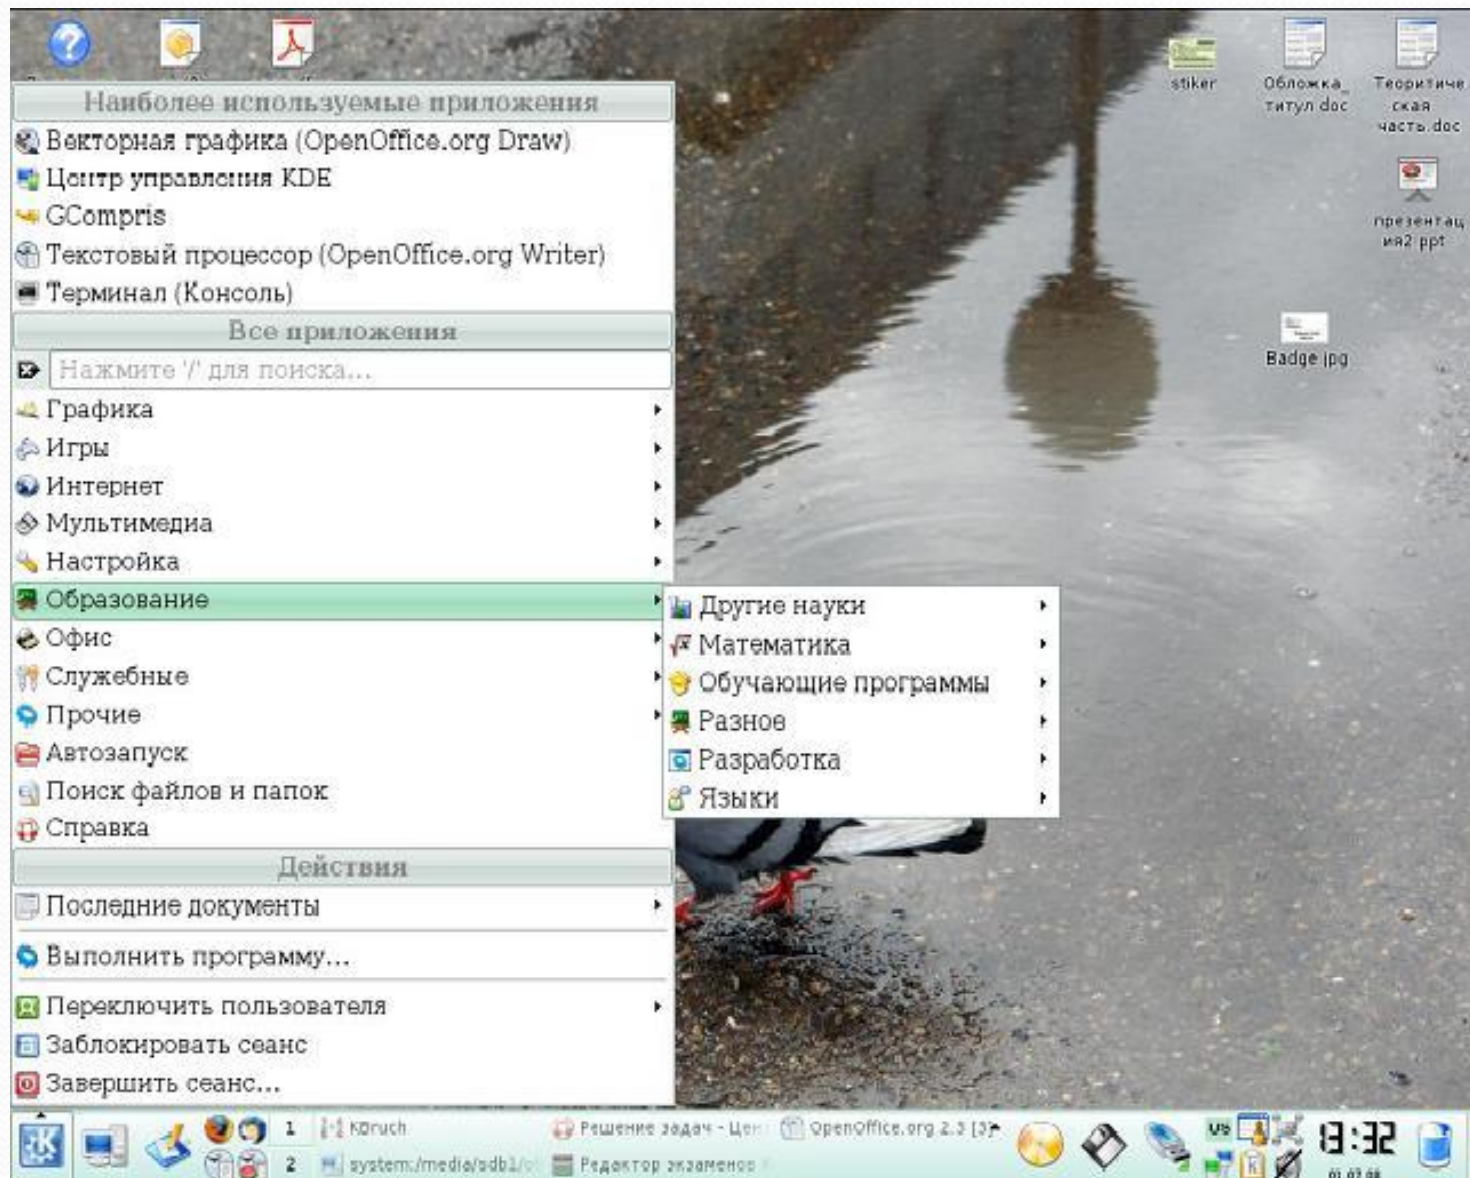 stiker
Обложка_
титул.doc
Теоритиче
ская
часть.doc
презентац
ия2.ppt
Badge.jpg
Наиболее используемые приложения
Векторная графика (OpenOffice.org Draw)
Центр управления KDE
GCompris
Текстовый процессор (OpenOffice.org Writer)
Терминал (Консоль)
Все приложения
Нажмите '/' для поиска...
Графика
Игры
Интернет
Мультимедиа
Настройка
Образование
Офис
Служебные
Прочие
Автозапуск
Поиск файлов и папок
Справка
Другие науки
Математика
Обучающие программы
Разное
Разработка
Языки
Действия
Последние документы
Выполнить программу...
Переключить пользователя
Заблокировать сеанс
Завершить сеанс...
1
2
KBruch
system:/media/sdb1/
Решение задач - Цен
Редактор экзаменов
OpenOffice.org 2.3 [3]
US
13:32